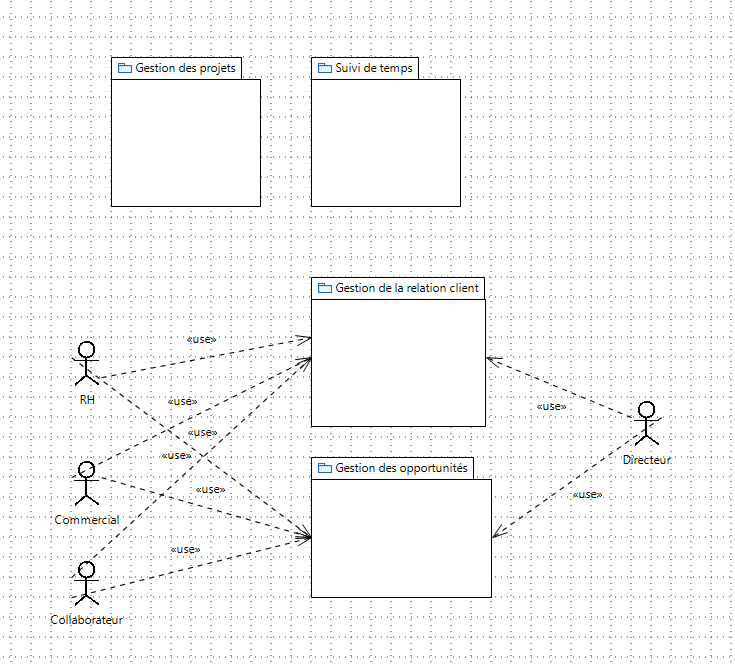 Gestion des projets
Suivi de temps
Gestion de la relation client
«use»
RH
«use»
«use»
«use»
Directeur
«use»
Gestion des opportunités
«use»
«use»
Commercial
«use»
Collaborateur